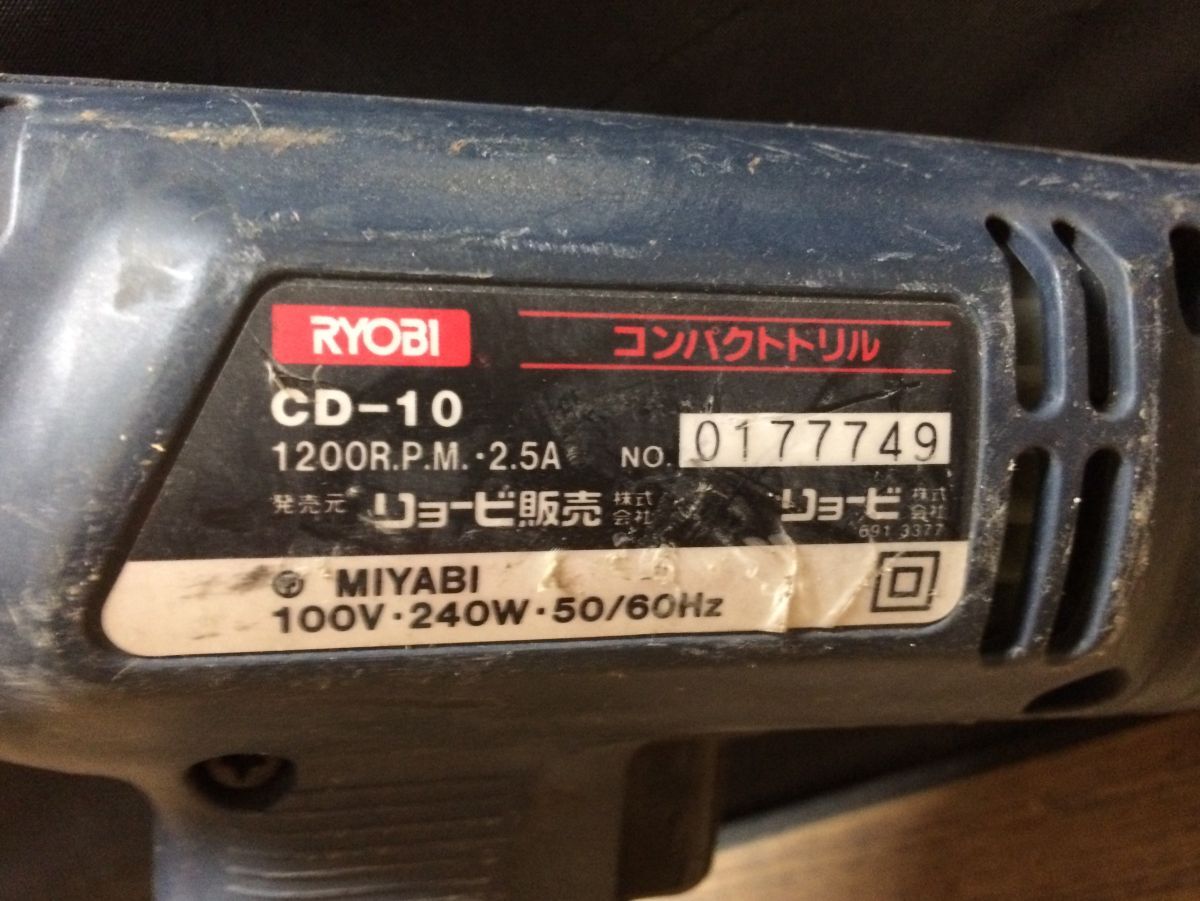 RYOBI
コンパクトドリル
CD-10
1200R.P.M.・2.5A NO. 0177749
発売元 リョービ販売 株式会社 リョービ 株式会社
691 3377
MIYABI
100V・240W・50/60Hz